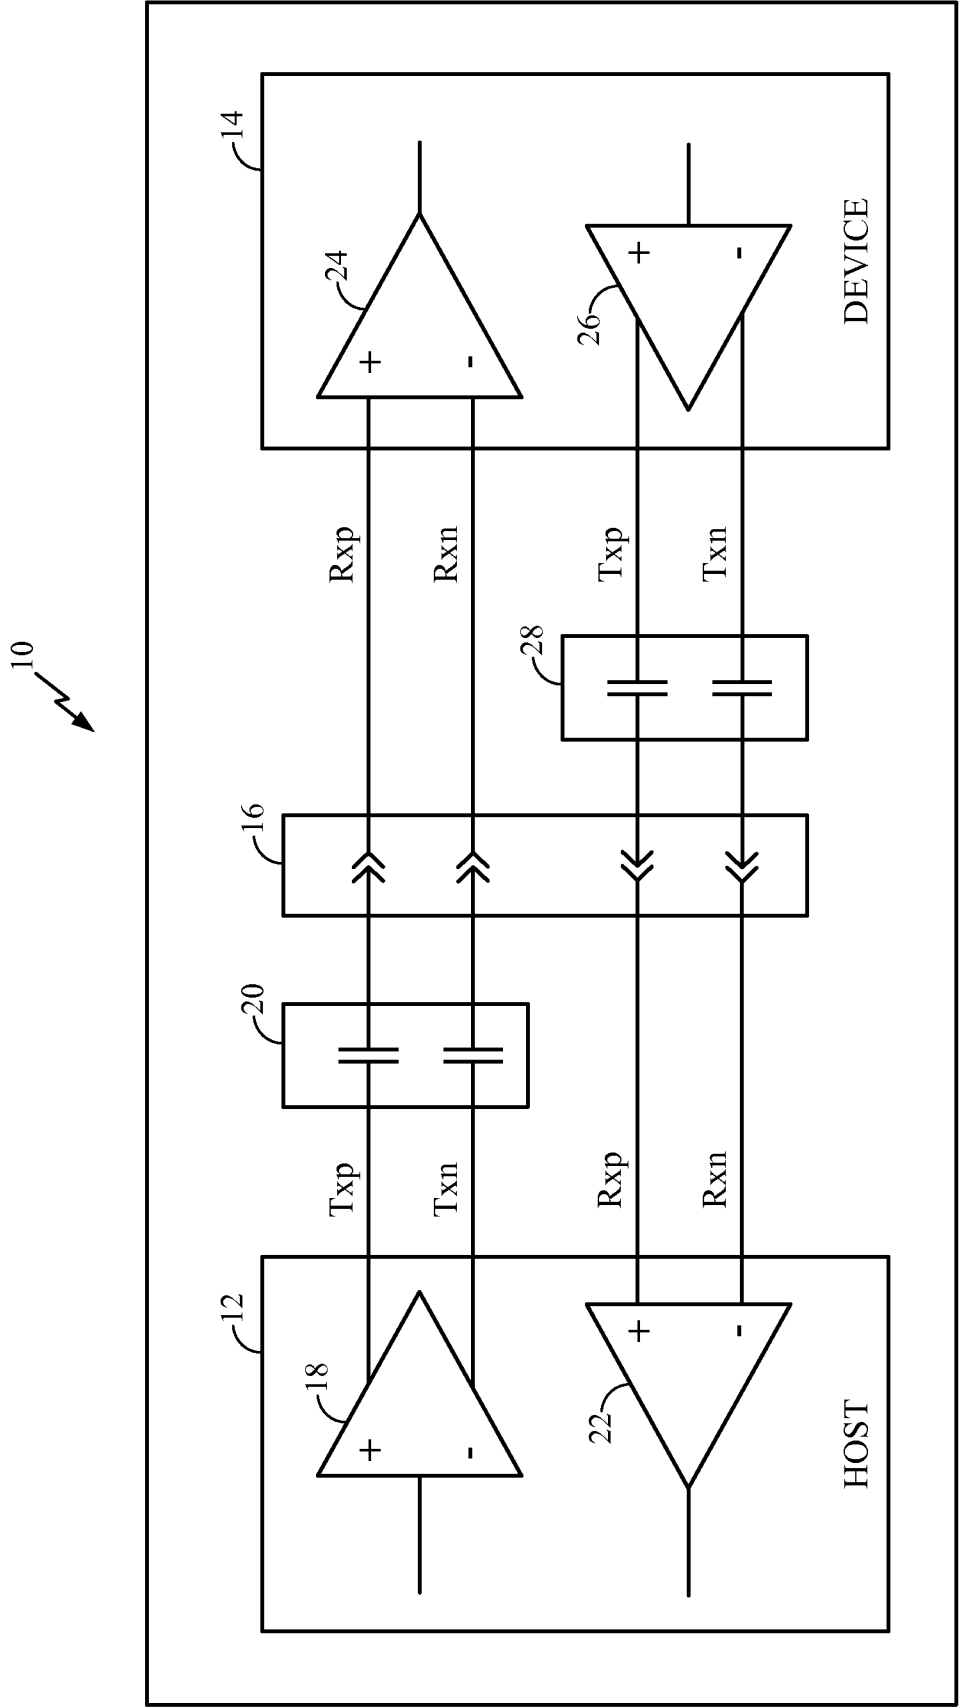 10
12
20
16
14
18
Txp
Rxp
24
+
+
Txn
Rxn
-
-
28
22
Rxp
Txp
26
+
+
Rxn
Txn
-
-
HOST
DEVICE